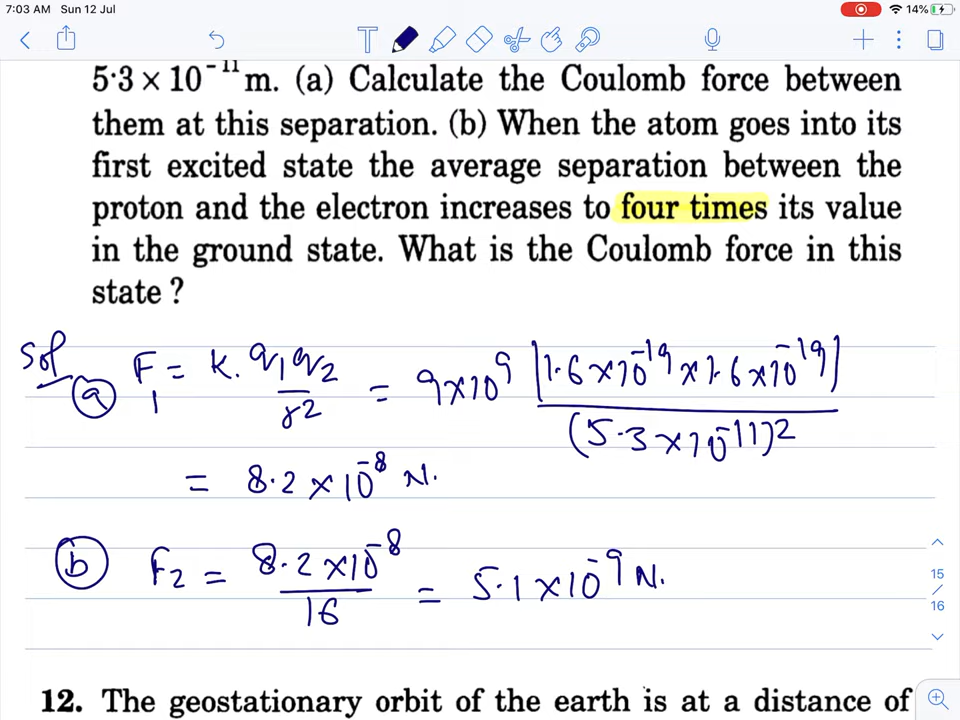 7:03 AM Sun 12 Jul 14%
T
5·3 × 10⁻¹¹ m. (a) Calculate the Coulomb force between
them at this separation. (b) When the atom goes into its
first excited state the average separation between the
proton and the electron increases to four times its value
in the ground state. What is the Coulomb force in this
state ?
Sol
(a) F₁ = K. q₁q₂/r² = 9×10⁹ [1.6×10⁻¹⁹ × 1.6×10⁻¹⁹]/(5.3×10⁻¹¹)²
= 8.2 × 10⁻⁸ N.
(b) F₂ = 8.2 × 10⁻⁸/16 = 5.1 × 10⁻⁹ N.
15
/
16
12. The geostationary orbit of the earth is at a distance of